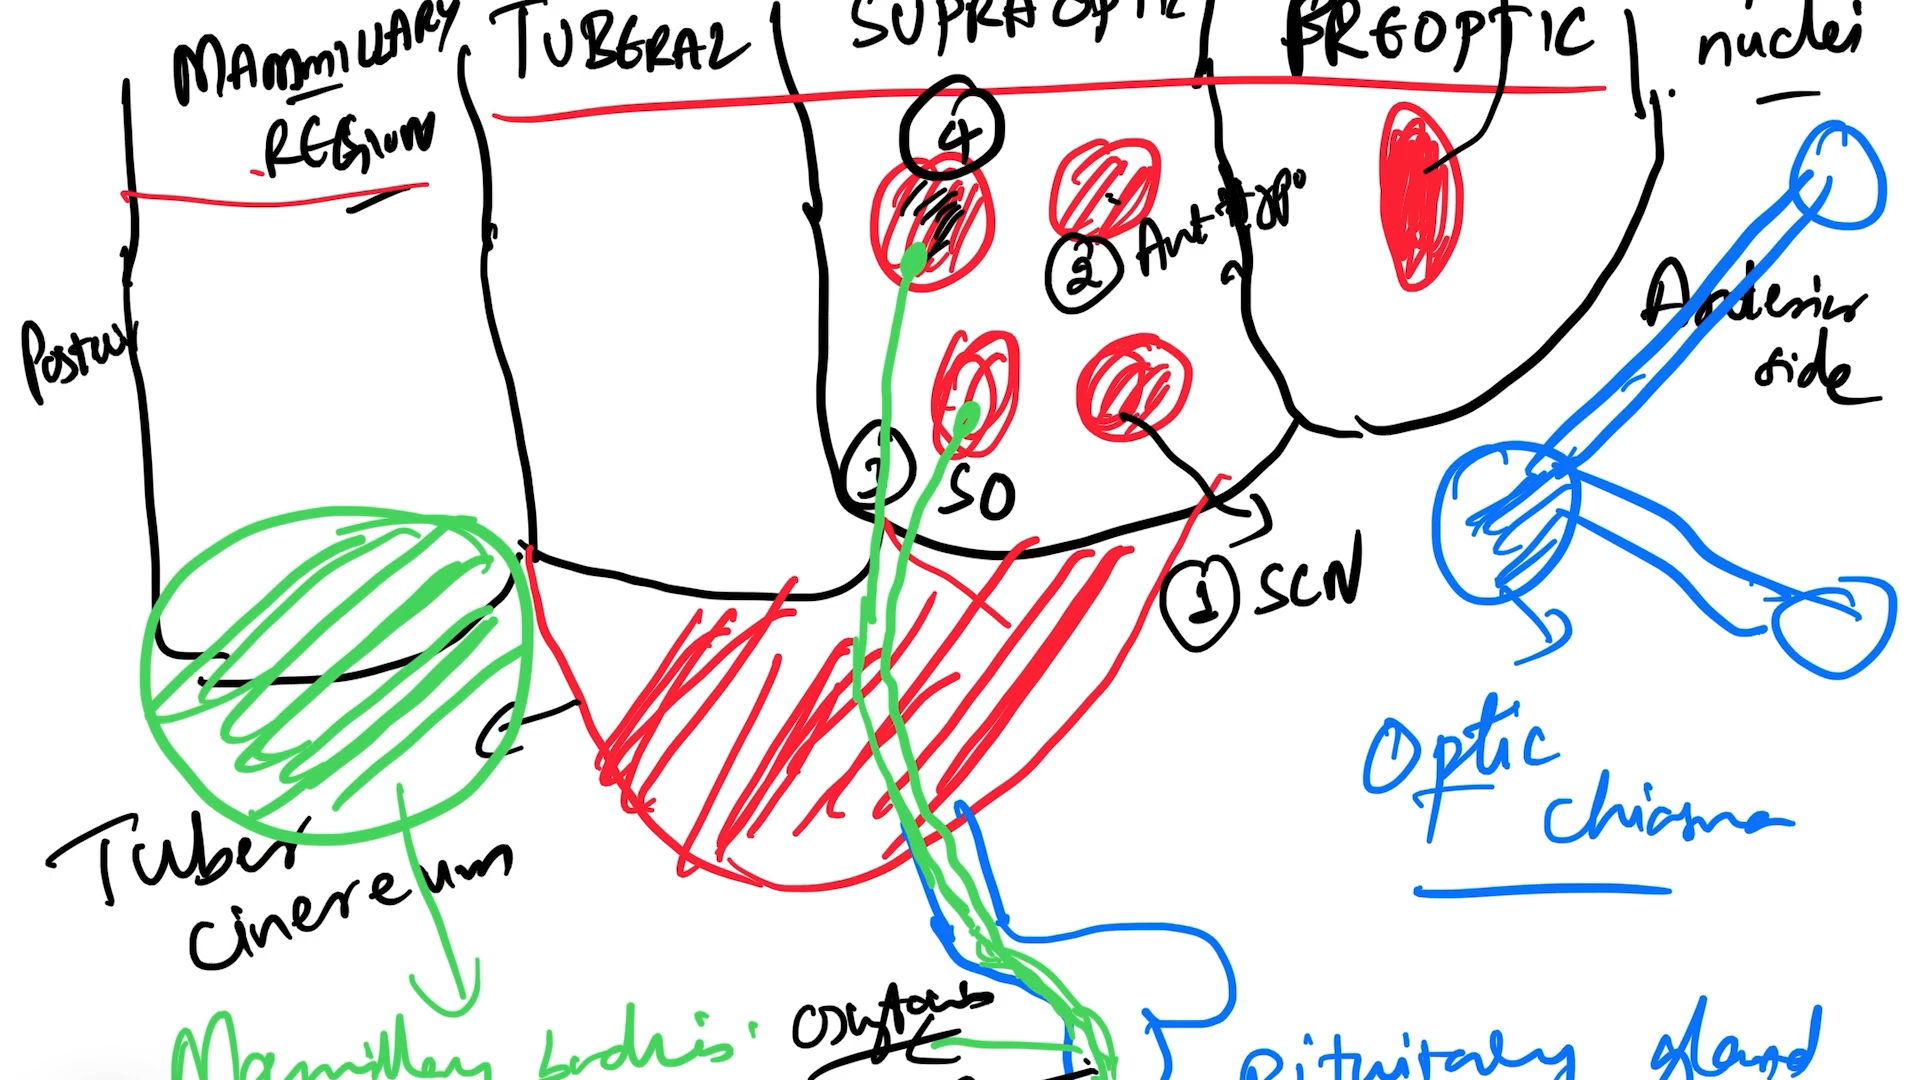 MAMMILLARY
REGION
TUBERAL
SUPRAOPTIC
PREOPTIC
nuclei
4
2
Ant
3
SO
1 SCN
Anterior
side
Optic
chiasma
Tuber
cinereum
Mamillary bodies
Pituitary gland